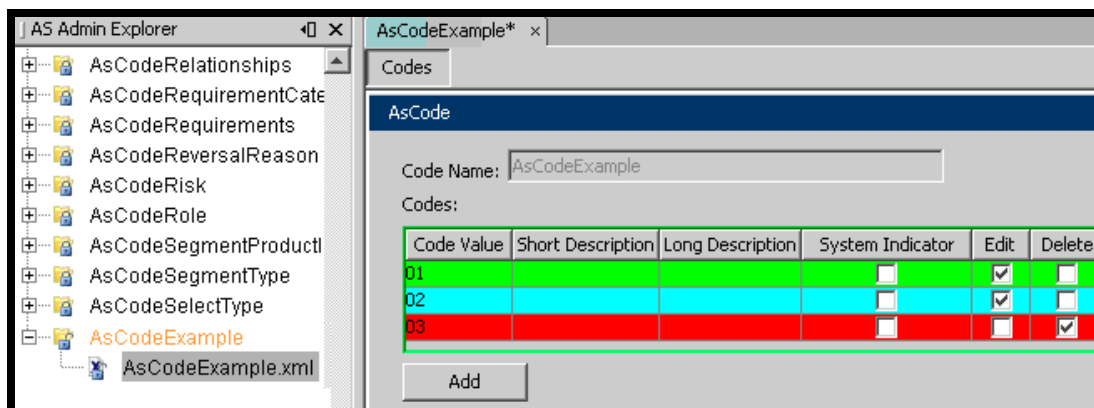 AS Admin Explorer
AsCodeRelationships
AsCodeRequirementCate
AsCodeRequirements
AsCodeReversalReason
AsCodeRisk
AsCodeRole
AsCodeSegmentProductI
AsCodeSegmentType
AsCodeSelectType
AsCodeExample
AsCodeExample.xml
AsCodeExample* ×
Codes
AsCode
Code Name: AsCodeExample
Codes:
Code Value Short Description Long Description System Indicator Edit Delete
01
02
03
Add